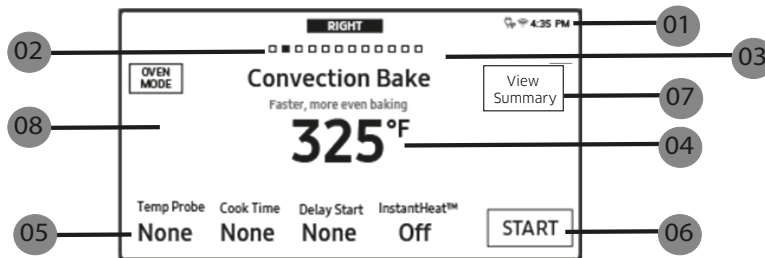 RIGHT
4:35 PM
01
02
03
OVEN
MODE
Convection Bake
View
Summary
07
Faster, more even baking
08
325°F
04
Temp Probe Cook Time Delay Start InstantHeat™
05
None None None Off
START
06